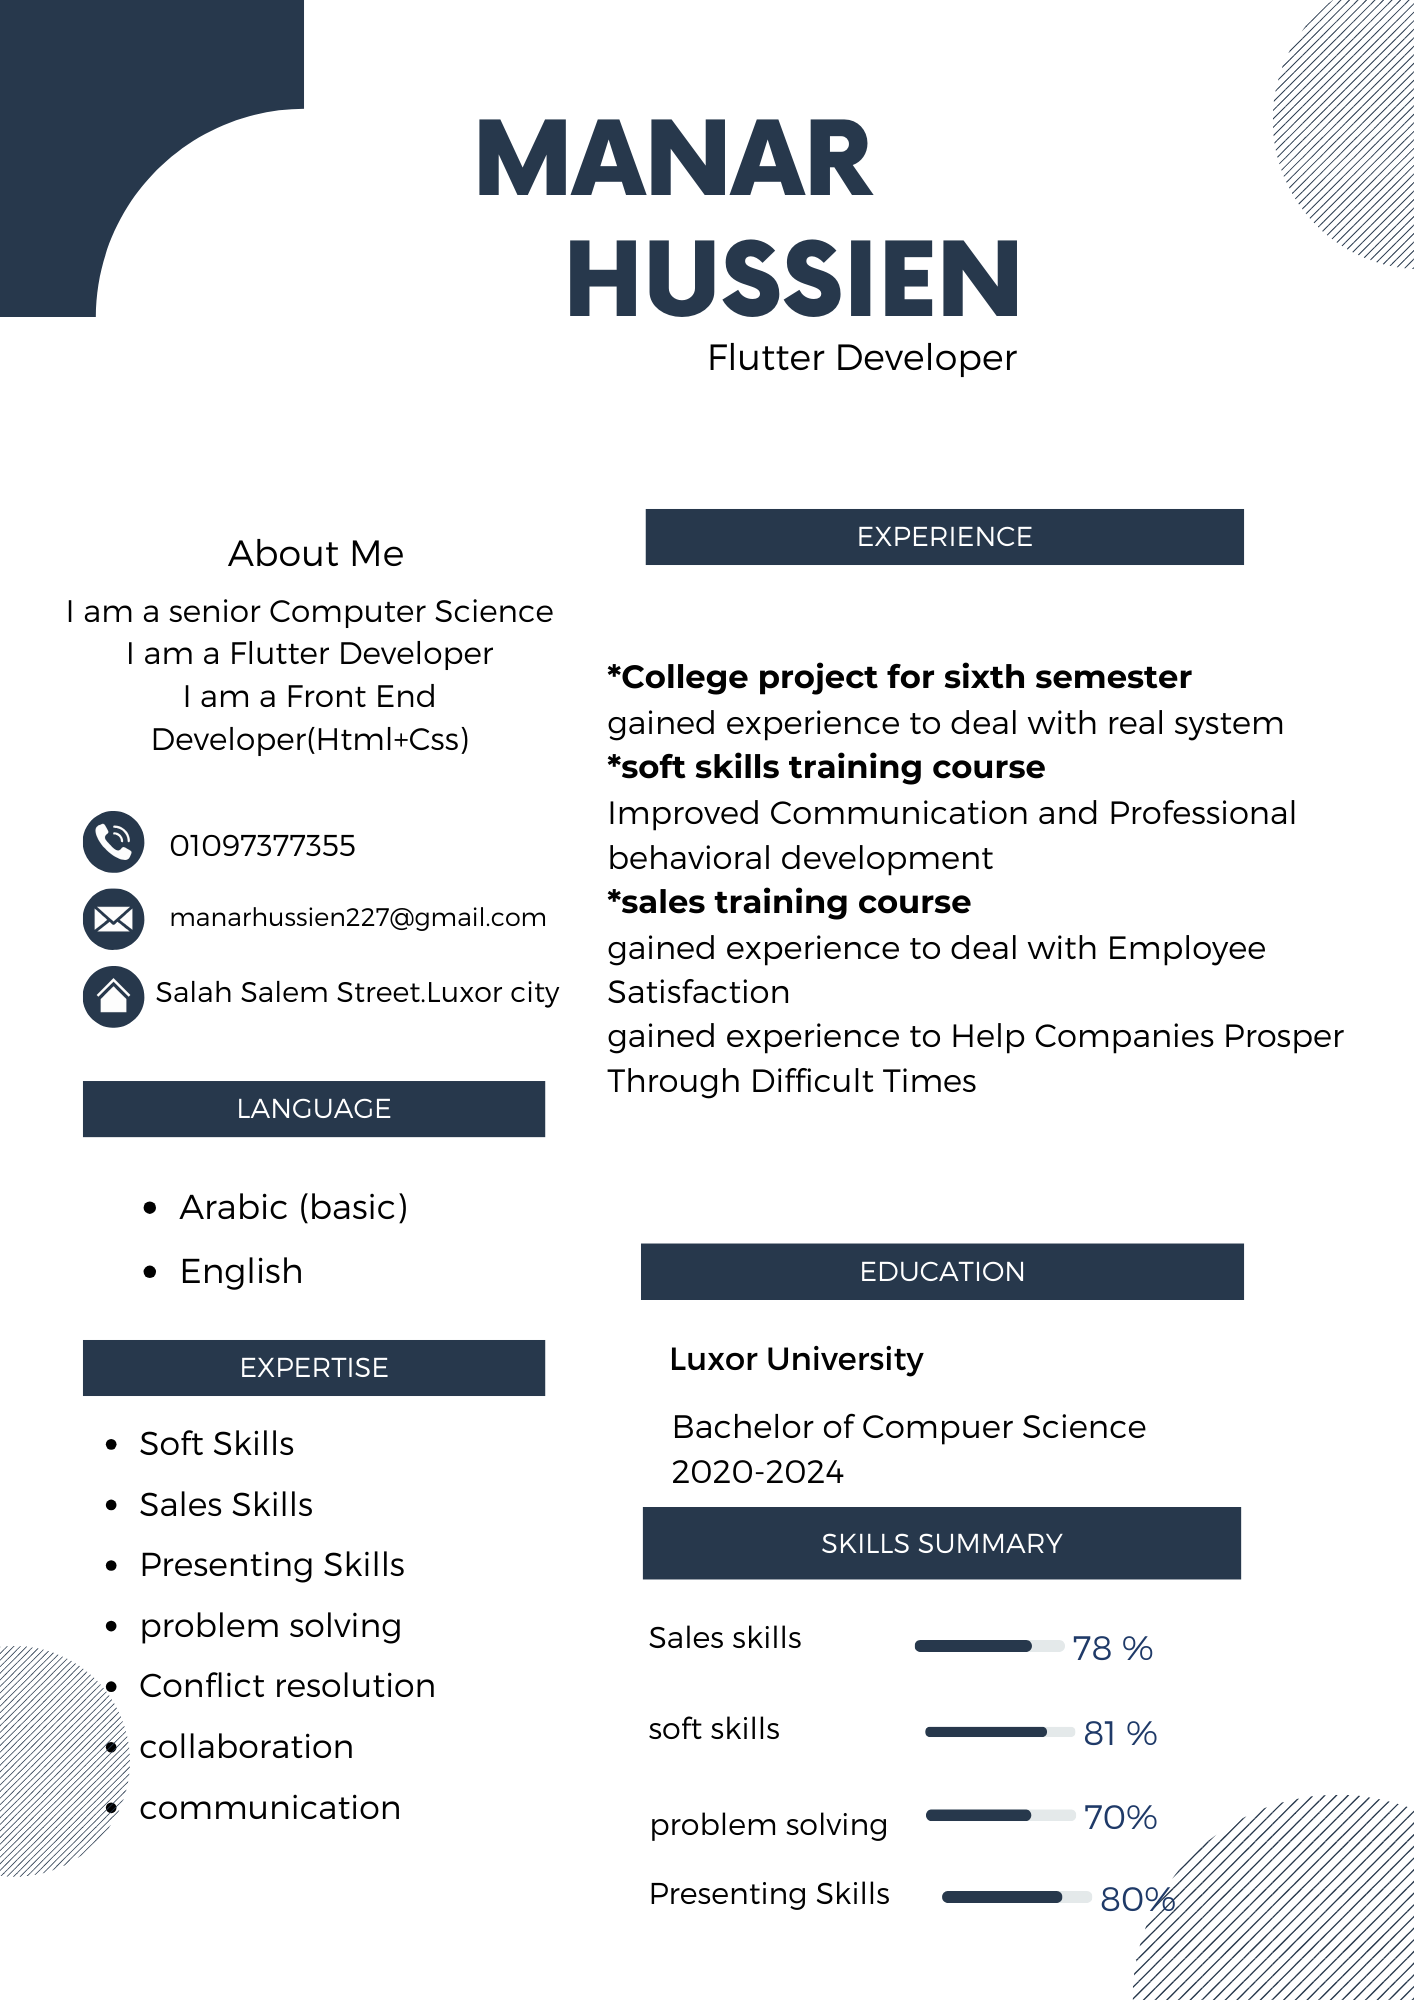 MANAR
HUSSIEN
Flutter Developer
About Me
I am a senior Computer Science
I am a Flutter Developer
I am a Front End
Developer(Html+Css)
01097377355
manarhussien227@gmail.com
Salah Salem Street.Luxor city
LANGUAGE
• Arabic (basic)
• English
EXPERTISE
• Soft Skills
• Sales Skills
• Presenting Skills
• problem solving
• Conflict resolution
• collaboration
• communication
EXPERIENCE
*College project for sixth semester
gained experience to deal with real system
*soft skills training course
Improved Communication and Professional
behavioral development
*sales training course
gained experience to deal with Employee
Satisfaction
gained experience to Help Companies Prosper
Through Difficult Times
EDUCATION
Luxor University
Bachelor of Compuer Science
2020-2024
SKILLS SUMMARY
Sales skills 78 %
soft skills 81 %
problem solving 70%
Presenting Skills 80%